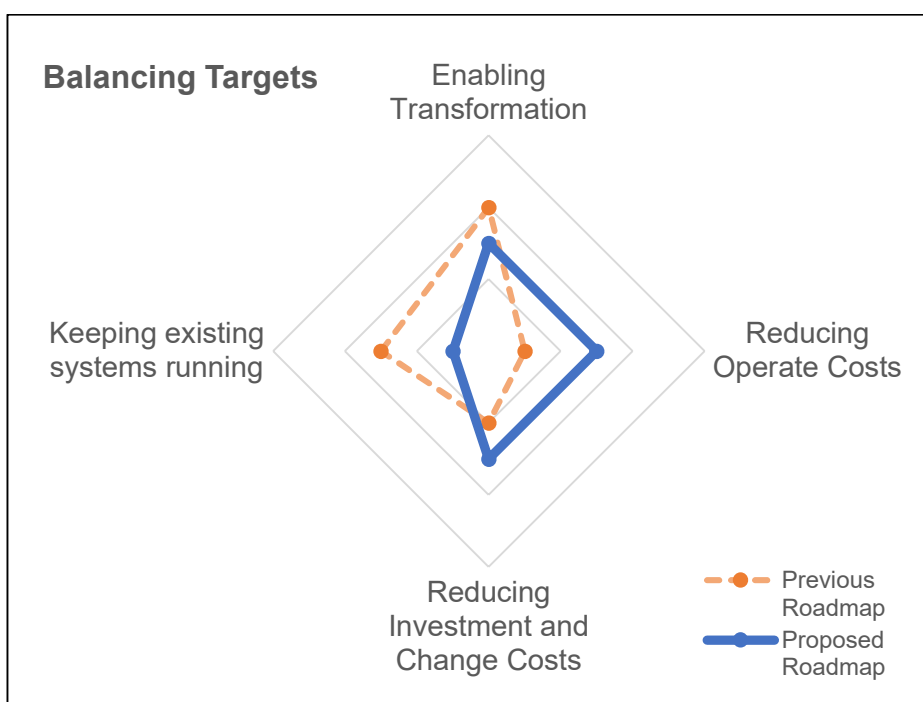 Balancing Targets
Enabling
Transformation
Keeping existing
systems running
Reducing
Operate Costs
Reducing
Investment and
Change Costs
Previous
Roadmap
Proposed
Roadmap